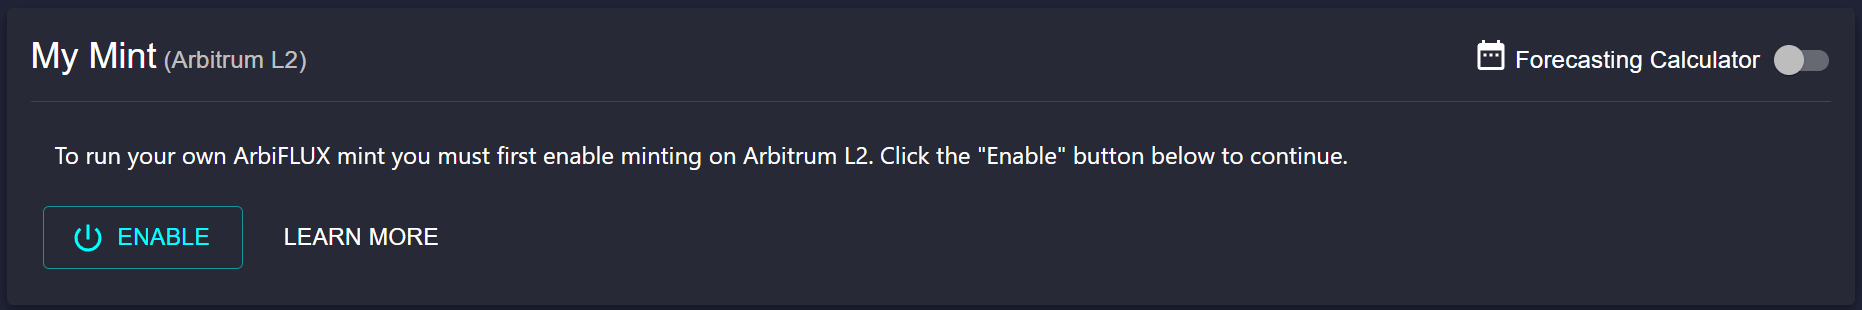 My Mint (Arbitrum L2)
Forecasting Calculator
To run your own ArbiFLUX mint you must first enable minting on Arbitrum L2. Click the "Enable" button below to continue.
ENABLE
LEARN MORE